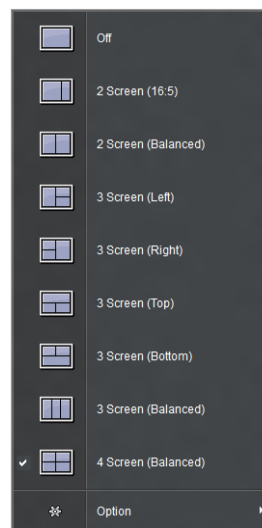 Off
2 Screen (16:5)
2 Screen (Balanced)
3 Screen (Left)
3 Screen (Right)
3 Screen (Top)
3 Screen (Bottom)
3 Screen (Balanced)
4 Screen (Balanced)
Option